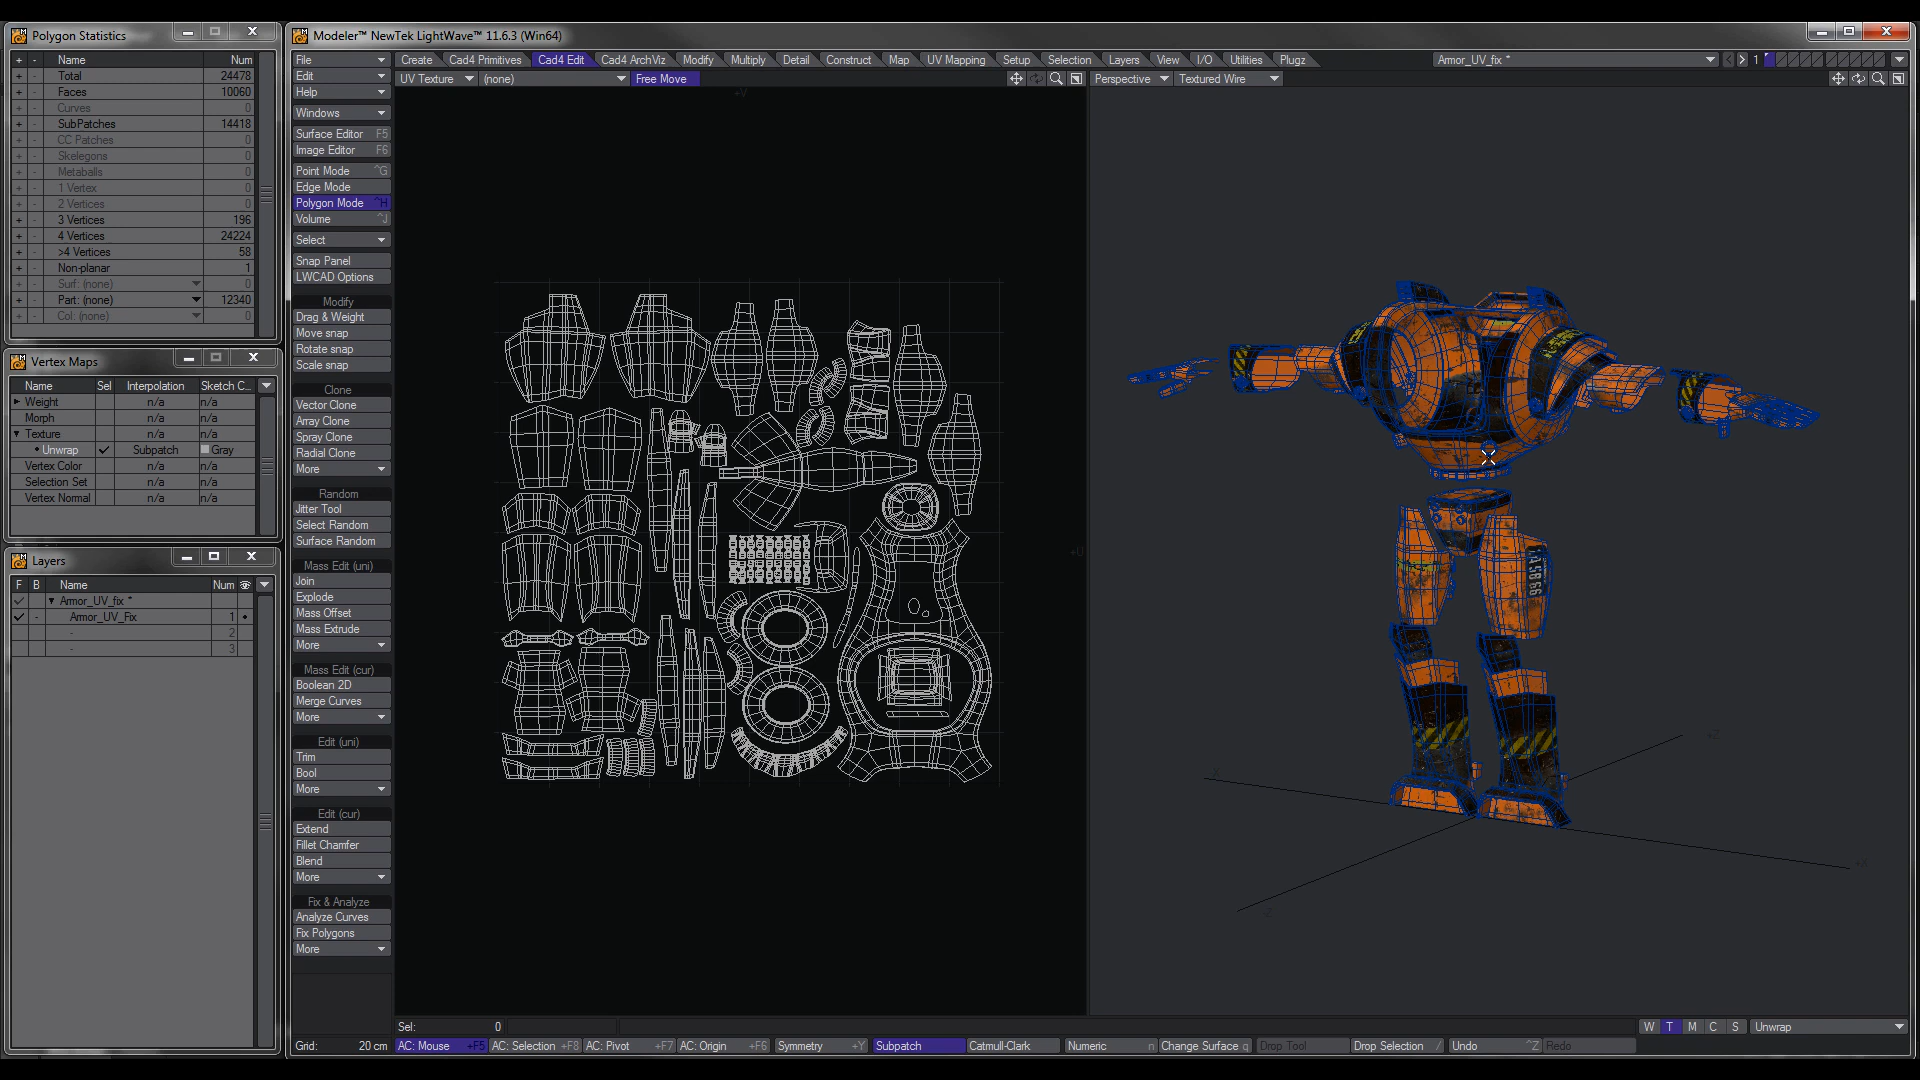 Polygon Statistics
+ - Name Num
+ - Total 24478
+ - Faces 10060
+ - Curves 0
+ - SubPatches 14418
+ - CC Patches 0
+ - Skelegons 0
+ - Metaballs 0
+ - 1 Vertex 0
+ - 2 Vertices 0
+ - 3 Vertices 196
+ - 4 Vertices 24224
+ - >4 Vertices 58
+ - Non-planar 1
+ - Surf: (none) 0
+ - Part: (none) 12340
+ - Col: (none) 0
Vertex Maps
Name Sel Interpolation Sketch C...
Weight n/a n/a
Morph n/a n/a
Texture n/a n/a
Unwrap Subpatch Gray
Vertex Color n/a n/a
Selection Set n/a n/a
Vertex Normal n/a n/a
Layers
F B Name Num
Armor_UV_fix *
- Armor_UV_Fix 1
- 2
- 3
Modeler™ NewTek LightWave™ 11.6.3 (Win64)
File
Edit
Help
Windows
Surface Editor F5
Image Editor F6
Point Mode ^G
Edge Mode
Polygon Mode ^H
Volume ^J
Select
Snap Panel
LWCAD Options
Modify
Drag & Weight
Move snap
Rotate snap
Scale snap
Clone
Vector Clone
Array Clone
Spray Clone
Radial Clone
More
Random
Jitter Tool
Select Random
Surface Random
Mass Edit (uni)
Join
Explode
Mass Offset
Mass Extrude
More
Mass Edit (cur)
Boolean 2D
Merge Curves
More
Edit (uni)
Trim
Bool
More
Edit (cur)
Extend
Fillet Chamfer
Blend
More
Fix & Analyze
Analyze Curves
Fix Polygons
More
Create Cad4 Primitives Cad4 Edit Cad4 ArchViz Modify Multiply Detail Construct Map UV Mapping Setup Selection Layers View I/O Utilities Plugz
Armor_UV_fix * 1
UV Texture (none) Free Move
Perspective Textured Wire
+V
+U
X
+Z
+X
-Z
Sel: 0
W T M C S Unwrap
Grid: 20 cm AC: Mouse +F5 AC: Selection +F8 AC: Pivot +F7 AC: Origin +F6 Symmetry +Y Subpatch Catmull-Clark Numeric n Change Surface q Drop Tool Drop Selection / Undo ^Z Redo